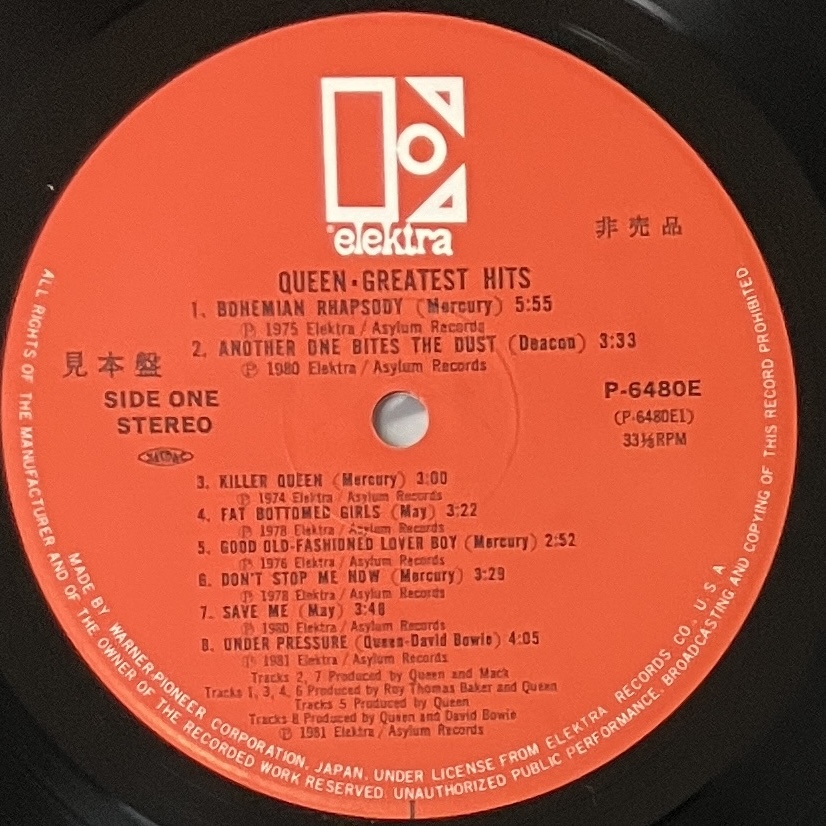 elektra
非売品
QUEEN・GREATEST HITS
1. BOHEMIAN RHAPSODY (Mercury) 5:55
Ⓟ 1975 Elektra / Asylum Records
2. ANOTHER ONE BITES THE DUST (Deacon) 3:33
Ⓟ 1980 Elektra / Asylum Records
見本盤
SIDE ONE
STEREO
P-6480E
(P-6480E1)
33⅓RPM
3. KILLER QUEEN (Mercury) 3:00
Ⓟ 1974 Elektra / Asylum Records
4. FAT BOTTOMED GIRLS (May) 3:22
Ⓟ 1978 Elektra / Asylum Records
5. GOOD OLD-FASHIONED LOVER BOY (Mercury) 2:52
Ⓟ 1976 Elektra / Asylum Records
6. DON'T STOP ME NOW (Mercury) 3:29
Ⓟ 1978 Elektra / Asylum Records
7. SAVE ME (May) 3:48
Ⓟ 1980 Elektra / Asylum Records
8. UNDER PRESSURE (Queen-David Bowie) 4:05
Ⓟ 1981 Elektra / Asylum Records
Tracks 2, 7 Produced by Queen and Mack
Tracks 1, 3, 4, 6 Produced by Roy Thomas Baker and Queen
Tracks 5 Produced by Queen
Tracks 8 Produced by Queen and David Bowie
Ⓟ 1981 Elektra / Asylum Records
MADE BY WARNER-PIONEER CORPORATION, JAPAN. UNDER LICENSE FROM ELEKTRA RECORDS CO., U. S. A
ALL RIGHTS OF THE MANUFACTURER AND OF THE OWNER OF THE RECORDED WORK RESERVED. UNAUTHORIZED PUBLIC PERFORMANCE, BROADCASTING AND COPYING OF THIS RECORD PROHIBITED.